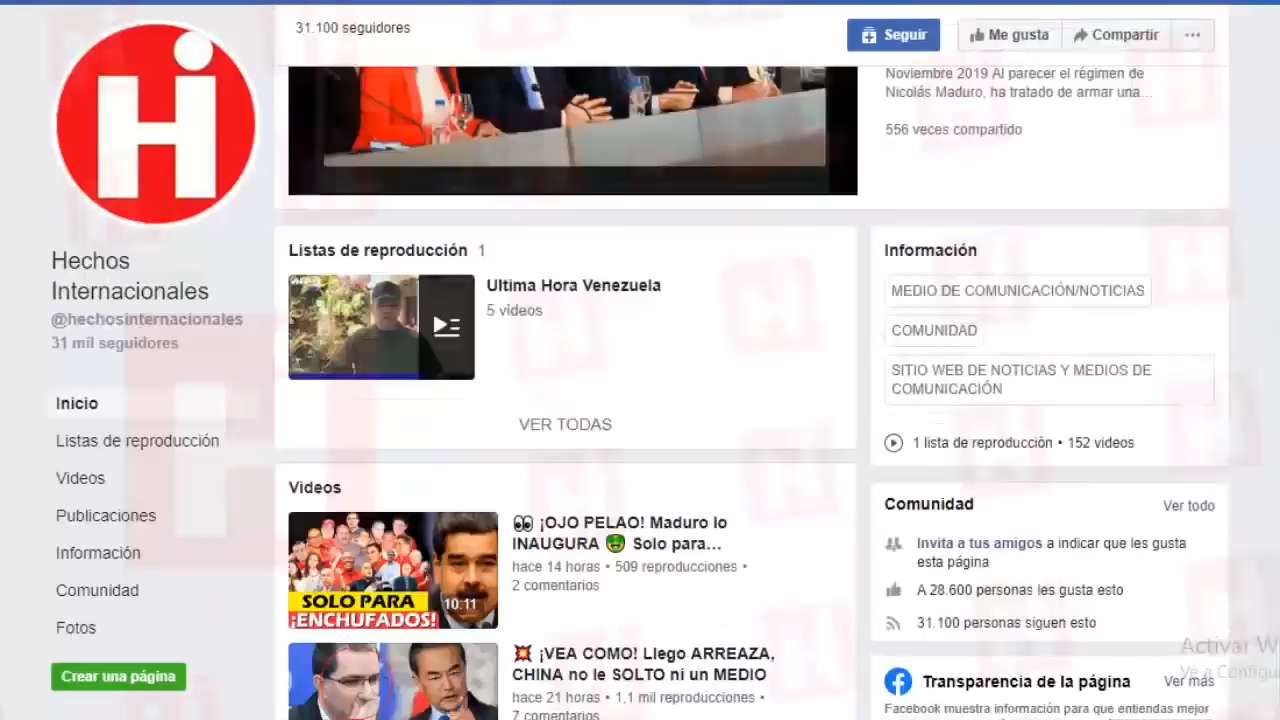 31.100 seguidores
Seguir
Me gusta
Compartir
Noviembre 2019 Al parecer el régimen de
Nicolás Maduro, ha tratado de armar una...
556 veces compartido
Hi
Hechos
Internacionales
@hechosinternacionales
31 mil seguidores
Inicio
Listas de reproducción
Videos
Publicaciones
Información
Comunidad
Fotos
Crear una página
Listas de reproducción 1
Ultima Hora Venezuela
5 videos
VER TODAS
Videos
SOLO PARA
¡ENCHUFADOS!
10:11
¡OJO PELAO! Maduro lo
INAUGURA Solo para...
hace 14 horas • 509 reproducciones •
2 comentarios
¡VEA COMO! Llego ARREAZA,
CHINA no le SOLTO ni un MEDIO
hace 21 horas • 1,1 mil reproducciones •
7 comentarios
Información
MEDIO DE COMUNICACIÓN/NOTICIAS
COMUNIDAD
SITIO WEB DE NOTICIAS Y MEDIOS DE
COMUNICACIÓN
1 lista de reproducción • 152 videos
Comunidad
Ver todo
Invita a tus amigos a indicar que les gusta
esta página
A 28.600 personas les gusta esto
31.100 personas siguen esto
Activar W
Ve a Configu
Transparencia de la página
Ver más
Facebook muestra información para que entiendas mejor